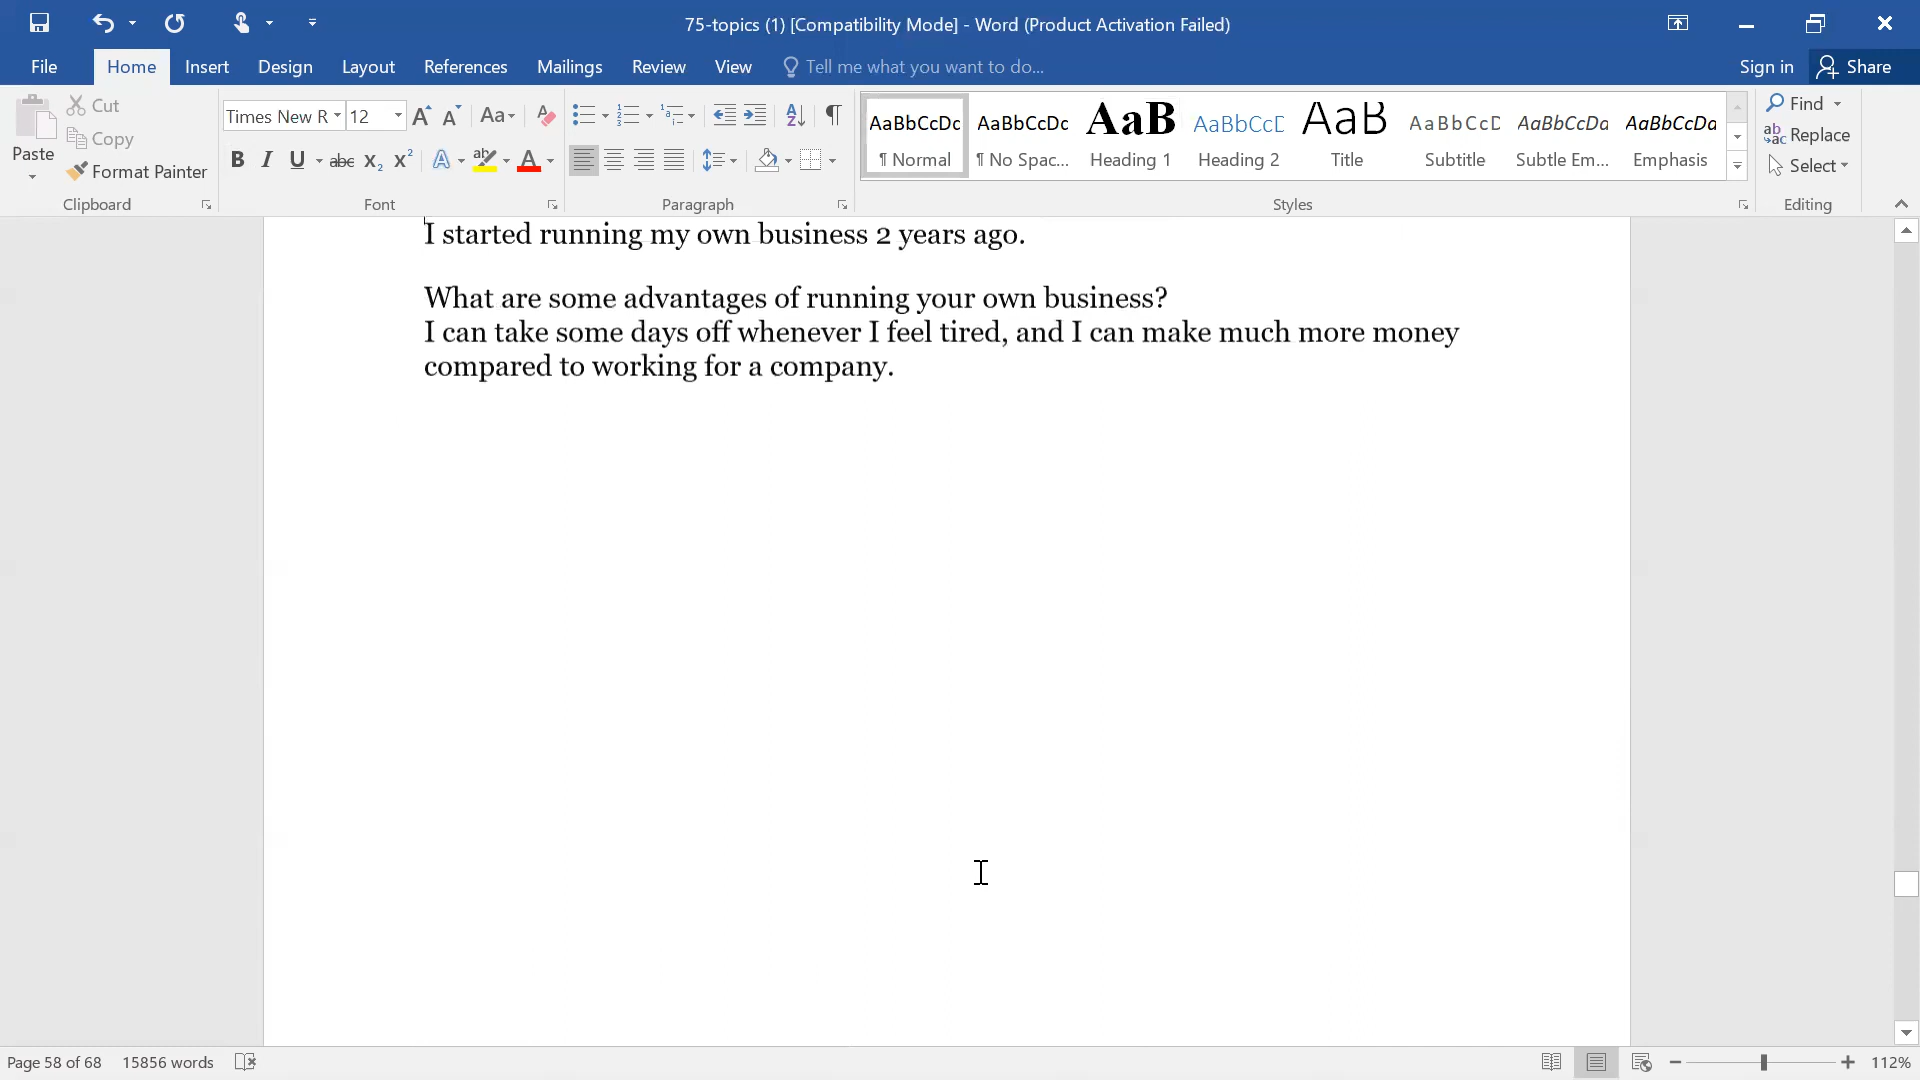 75-topics (1) [Compatibility Mode] - Word (Product Activation Failed)
File Home Insert Design Layout References Mailings Review View Tell me what you want to do... Sign in Share
Paste Cut Copy Format Painter Clipboard
Times New R 12 Aa
B I U abc X₂ X² A ab A Font
Paragraph
AaBbCcDc AaBbCcDc AaB AaBbCcD AaB AaBbCcD AaBbCcDa AaBbCcDa
¶ Normal ¶ No Spac... Heading 1 Heading 2 Title Subtitle Subtle Em... Emphasis
Styles
Find
Replace
Select
Editing
I started running my own business 2 years ago.
What are some advantages of running your own business?
I can take some days off whenever I feel tired, and I can make much more money
compared to working for a company.
Page 58 of 68 15856 words 112%